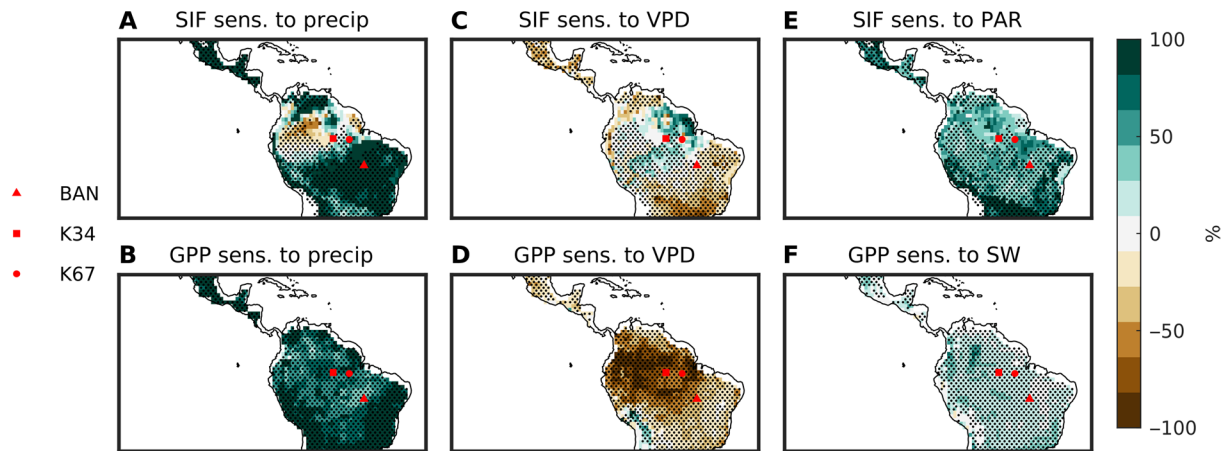 A SIF sens. to precip
C SIF sens. to VPD
E SIF sens. to PAR
B GPP sens. to precip
D GPP sens. to VPD
F GPP sens. to SW
BAN
K34
K67
100
50
0
−50
−100
%